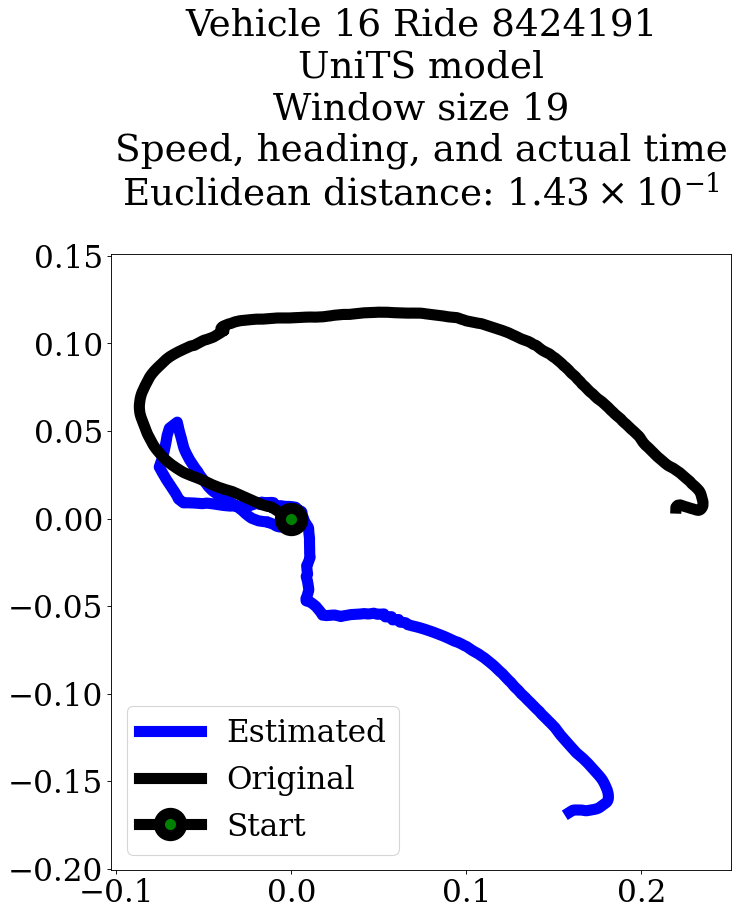 Vehicle 16 Ride 8424191
UniTS model
Window size 19
Speed, heading, and actual time
Euclidean distance: 1.43 × 10⁻¹
0.15
0.10
0.05
0.00
−0.05
−0.10
−0.15
−0.20
Estimated
Original
Start
−0.1
0.0
0.1
0.2